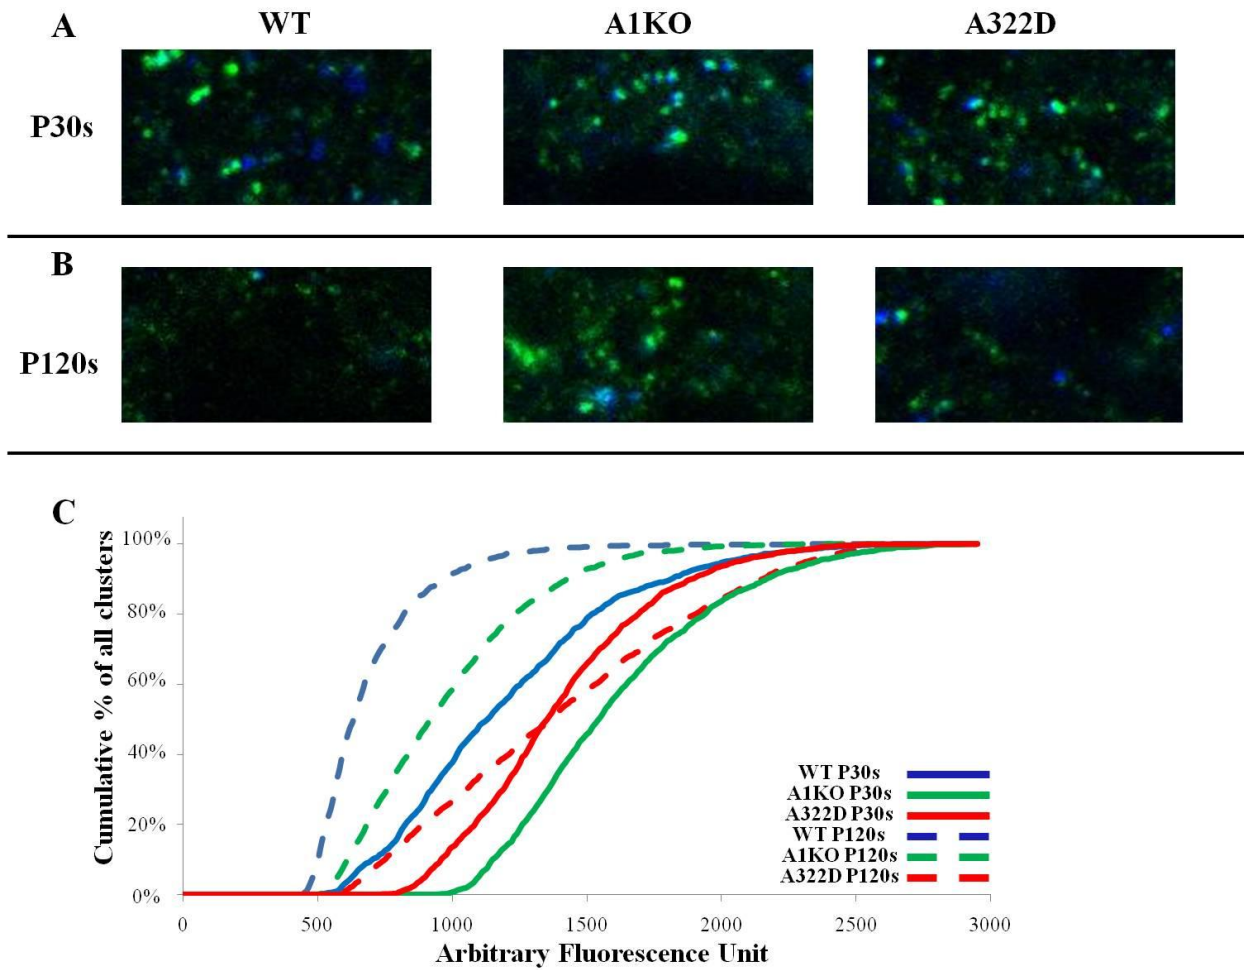 A
WT
A1KO
A322D
P30s
B
P120s
C
Cumulative % of all clusters
100%
80%
60%
40%
20%
0%
0
500
1000
1500
2000
2500
3000
Arbitrary Fluorescence Unit
WT P30s
A1KO P30s
A322D P30s
WT P120s
A1KO P120s
A322D P120s